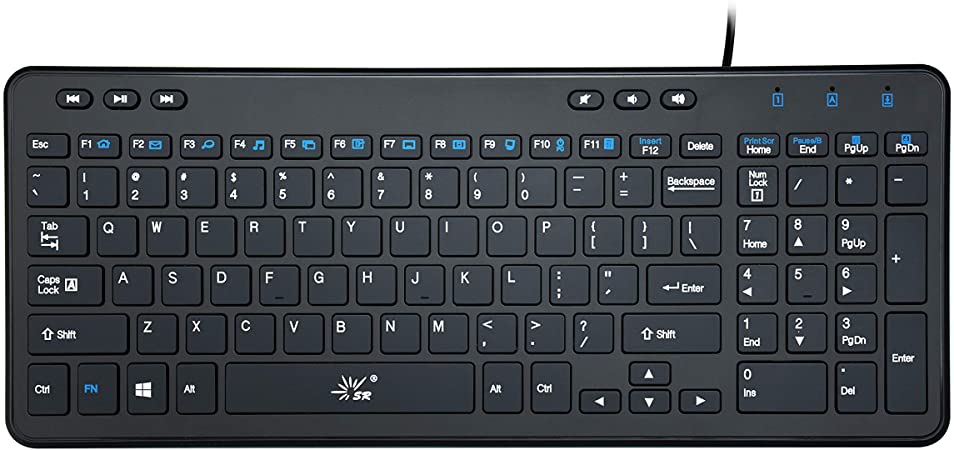 1 A
Esc F1 F2 F3 F4 F5 F6 F7 F8 F9 F10 F11 Insert Delete Print Scr Pause/B PgUp PgDn
PG F12 Home End
~ ! @ # $ % ^ & * ( ) — + Backspace Num / * −
\ 1 2 3 4 5 6 7 8 9 0 − = Lock
1
Tab Q W E R T Y U I O P { } | 7 8 9 +
[ ] \ Home ▲ PgUp
Caps A S D F G H J K L : " Enter 4 5 6
Lock A ; ' ◄ ►
Shift Z X C V B N M < > ? Shift 1 2 3 Enter
, . / End ▼ PgDn
Ctrl FN Alt SR ® Alt Ctrl ▲ 0 .
◄ ▼ ► Ins Del